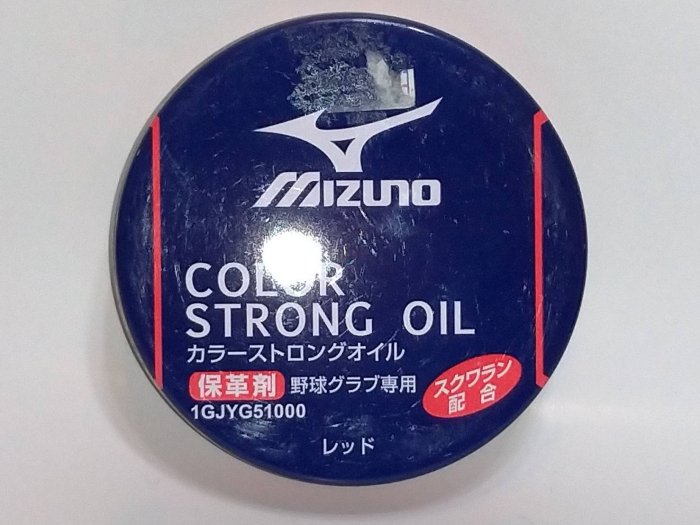 MIZUNO
COLOR
STRONG OIL
カラーストロングオイル
保革剤 野球グラブ専用
スクワラン
配合
1GJYG51000
レッド